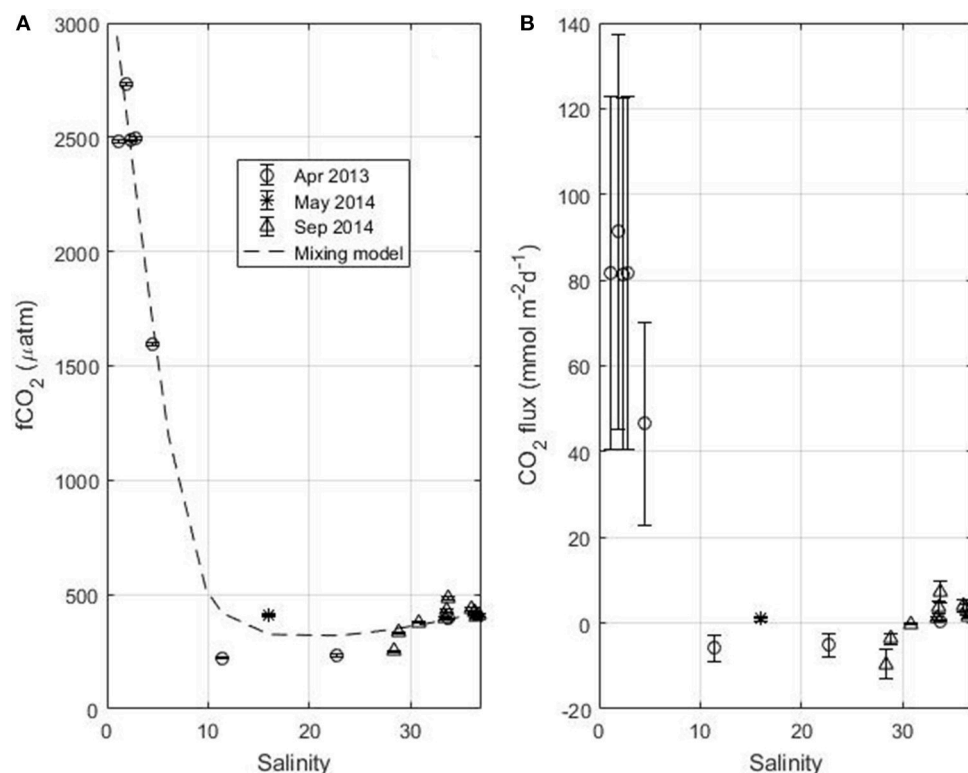 A
3000
2500
2000
1500
1000
500
0
fCO2 (μatm)
0 10 20 30
Salinity
Apr 2013
May 2014
Sep 2014
Mixing model
B
140
120
100
80
60
40
20
0
-20
CO2 flux (mmol m-2d-1)
0 10 20 30
Salinity